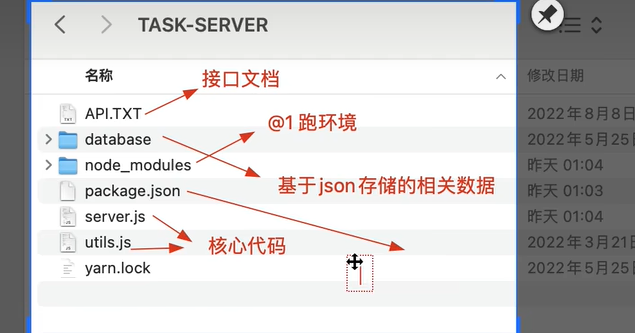 TASK-SERVER
名称
修改日期
接口文档
API.TXT
2022年8月8日
@1 跑环境
database
2022年5月25日
node_modules
昨天 01:04
基于json存储的相关数据
package.json
昨天 01:03
server.js
昨天 01:04
utils.js
核心代码
2022年3月21日
yarn.lock
2022年5月25日